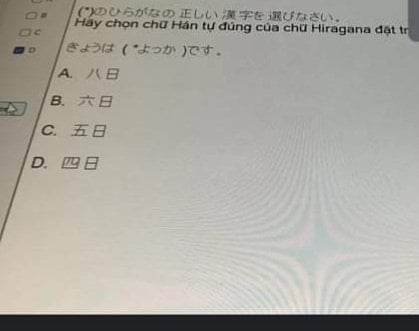 B
(*)のひらがなの 正しい 漢字を 選びなさい。
Hãy chọn chữ Hán tự đúng của chữ Hiragana đặt
C
D
きょうは ( *よっか )です。
A. 八日
B. 六日
C. 五日
D. 四日